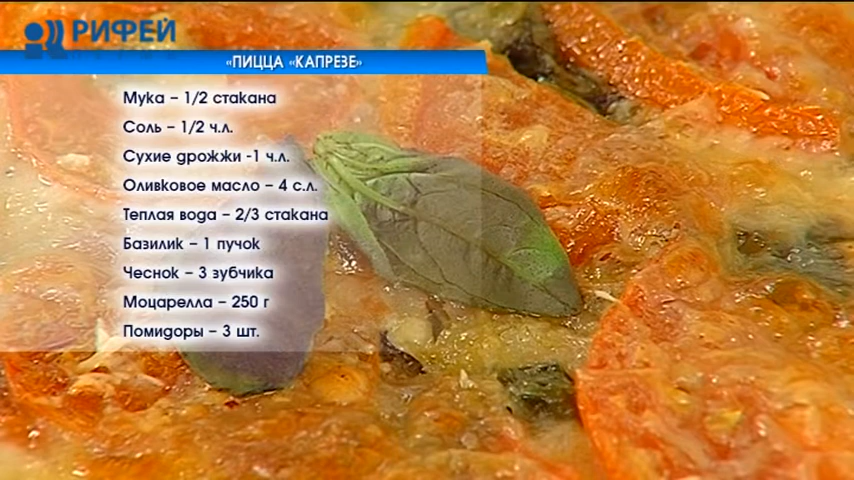 РИФЕЙ
«ПИЦЦА «КАПРЕЗЕ»
Мука – 1/2 стакана
Соль – 1/2 ч.л.
Сухие дрожжи -1 ч.л.
Оливковое масло – 4 с.л.
Теплая вода – 2/3 стакана
Базилик – 1 пучок
Чеснок – 3 зубчика
Моцарелла – 250 г
Помидоры – 3 шт.